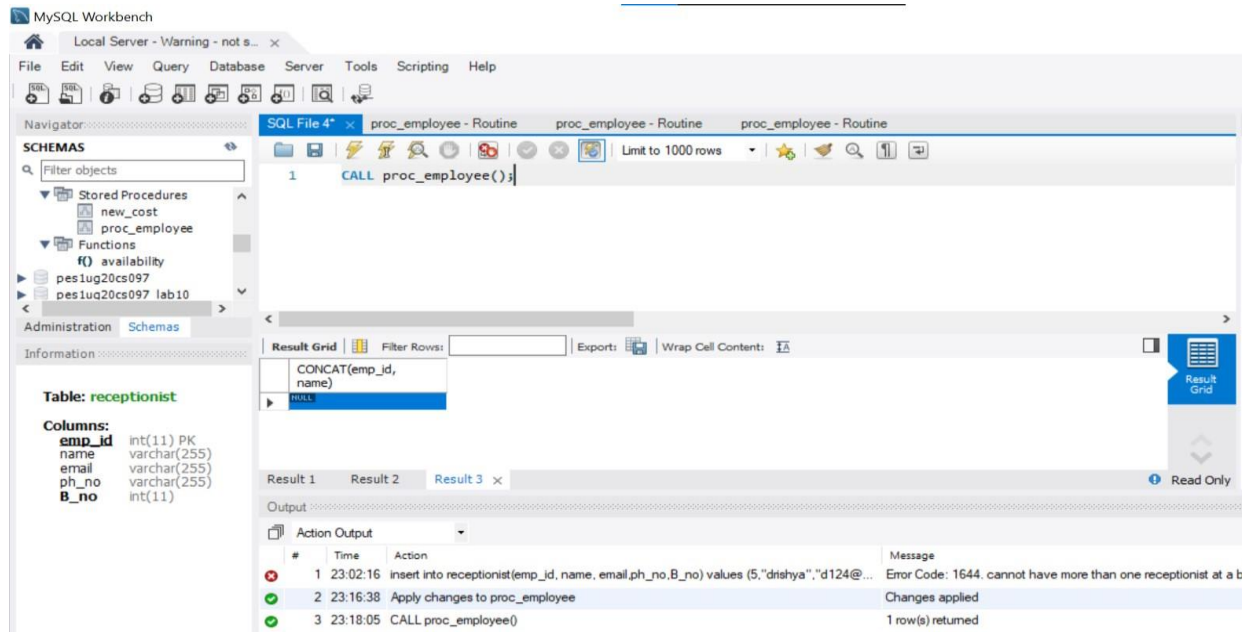 MySQL Workbench
Local Server - Warning - not s...
File Edit View Query Database Server Tools Scripting Help
Navigator
SCHEMAS
Filter objects
Stored Procedures
new_cost
proc_employee
Functions
f() availability
pes1ug20cs097
pes1ug20cs097_lab10
Administration Schemas
Information
Table: receptionist
Columns:
emp_id int(11) PK
name varchar(255)
email varchar(255)
ph_no varchar(255)
B_no int(11)
SQL File 4* proc_employee - Routine proc_employee - Routine proc_employee - Routine
Limit to 1000 rows
1 CALL proc_employee();
Result Grid Filter Rows: Export: Wrap Cell Content:
CONCAT(emp_id,
name)
NULL
Result
Grid
Result 1 Result 2 Result 3 Read Only
Output
Action Output
# Time Action Message
1 23:02:16 insert into receptionist(emp_id, name, email,ph_no,B_no) values (5,"drishya","d124@... Error Code: 1644. cannot have more than one receptionist at a b
2 23:16:38 Apply changes to proc_employee Changes applied
3 23:18:05 CALL proc_employee() 1 row(s) returned